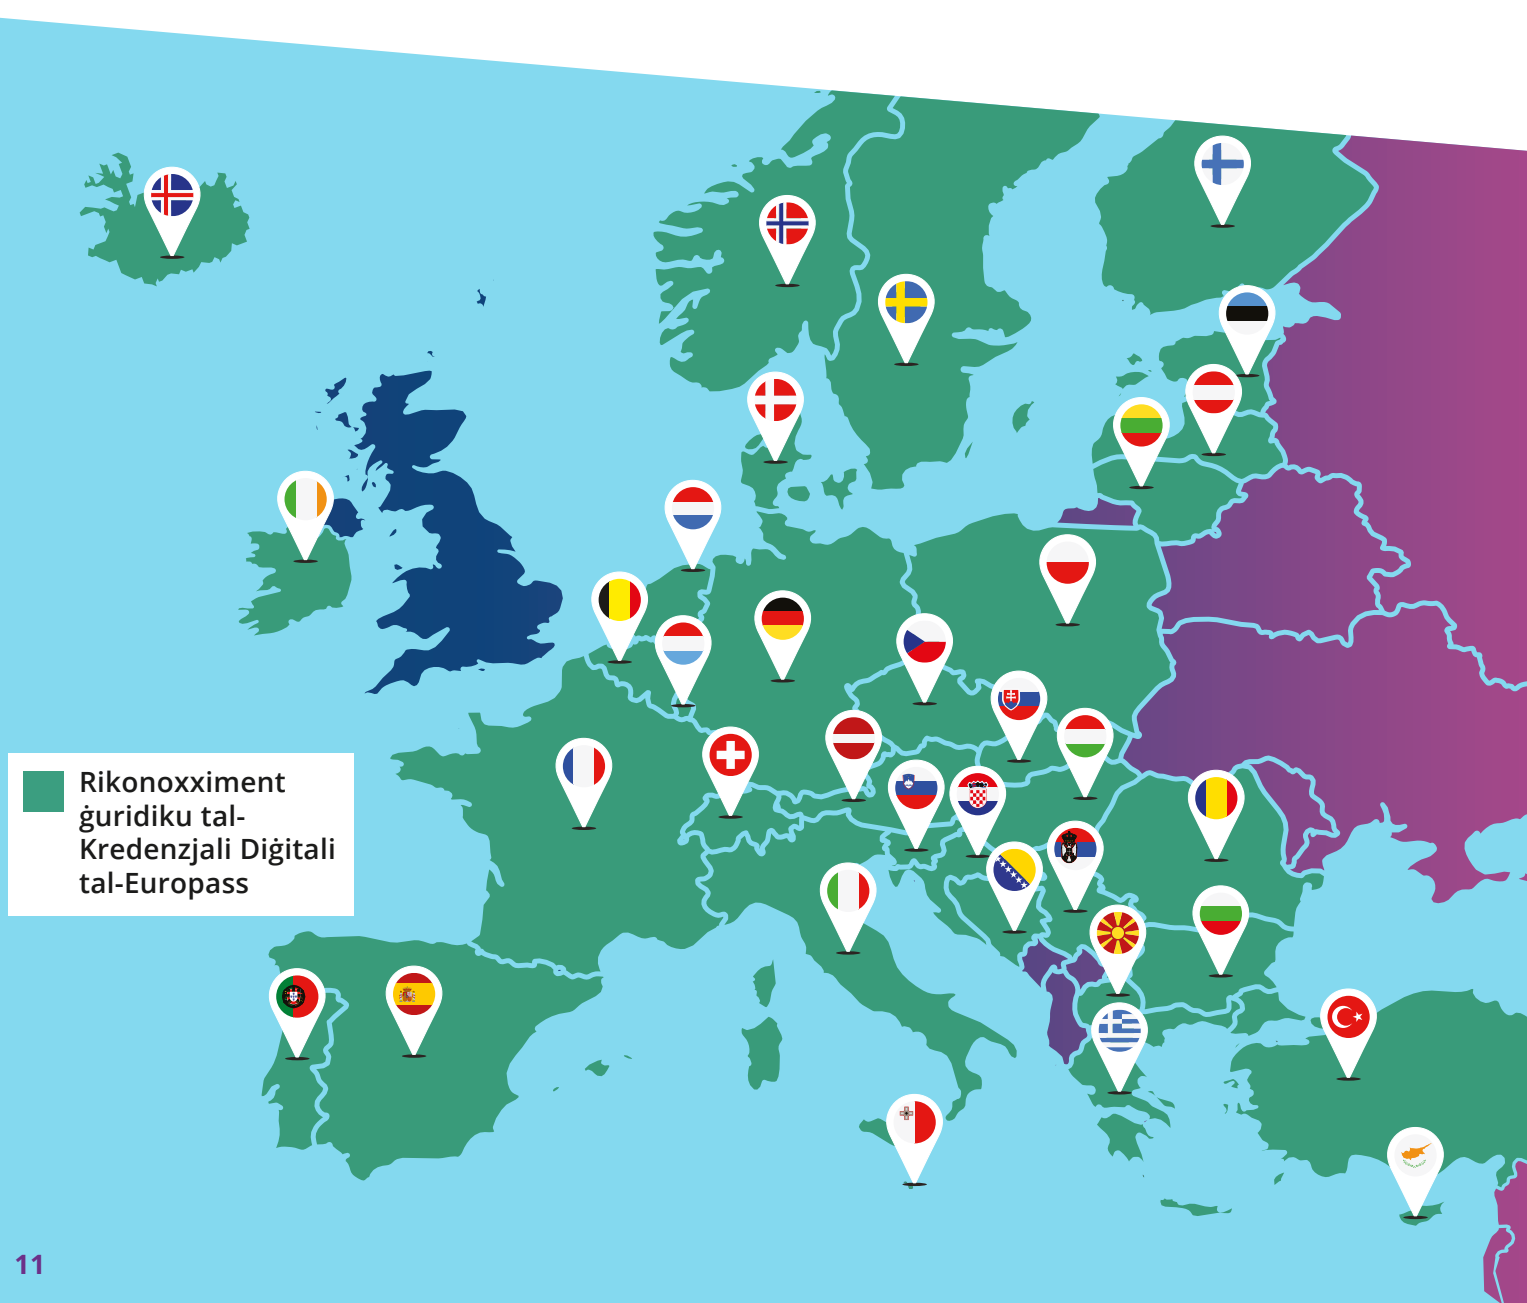 Rikonoxximent
ġuridiku tal-
Kredenzjali Diġitali
tal-Europass
11